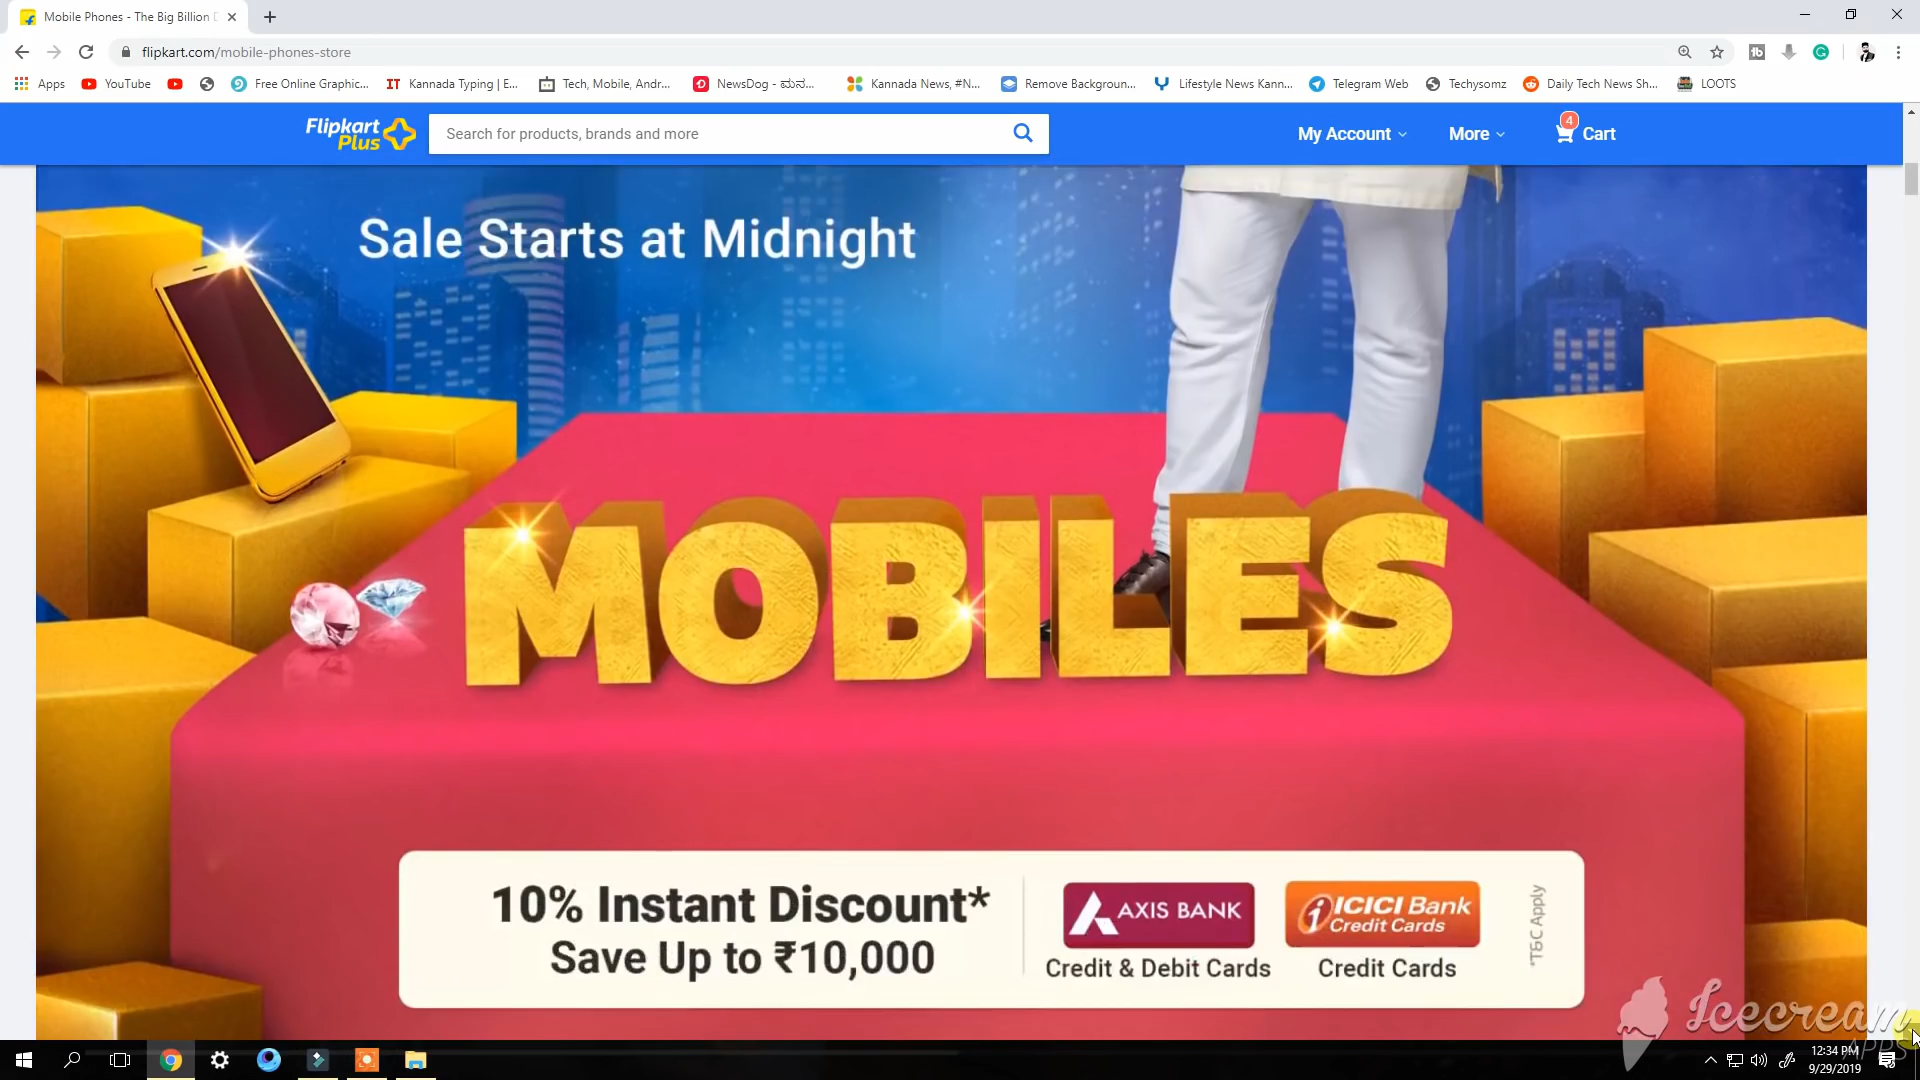 Mobile Phones - The Big Billion D
flipkart.com/mobile-phones-store
Apps YouTube Free Online Graphic... Kannada Typing | E... Tech, Mobile, Andr... NewsDog - ಮನ... Kannada News, #N... Remove Backgroun... Lifestyle News Kann... Telegram Web Techysomz Daily Tech News Sh... LOOTS
Flipkart
Plus
Search for products, brands and more
My Account More 4 Cart
Sale Starts at Midnight
MOBILES
10% Instant Discount*
Save Up to ₹10,000
AXIS BANK
Credit & Debit Cards
ICICI Bank
Credit Cards
Credit Cards
*T&C Apply
Icecream
APPS
12:34 PM
9/29/2019